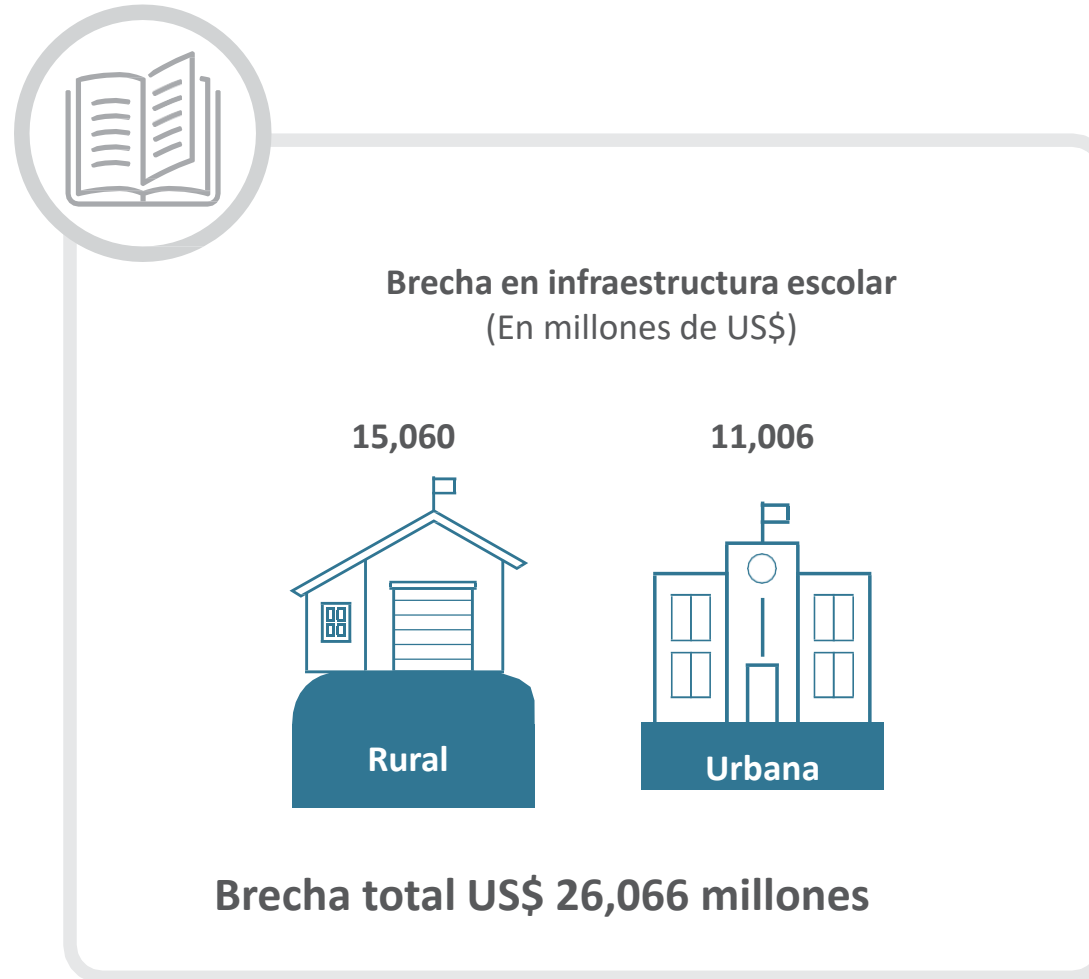 Brecha en infraestructura escolar
(En millones de US$)
15,060
11,006
Rural
Urbana
Brecha total US$ 26,066 millones